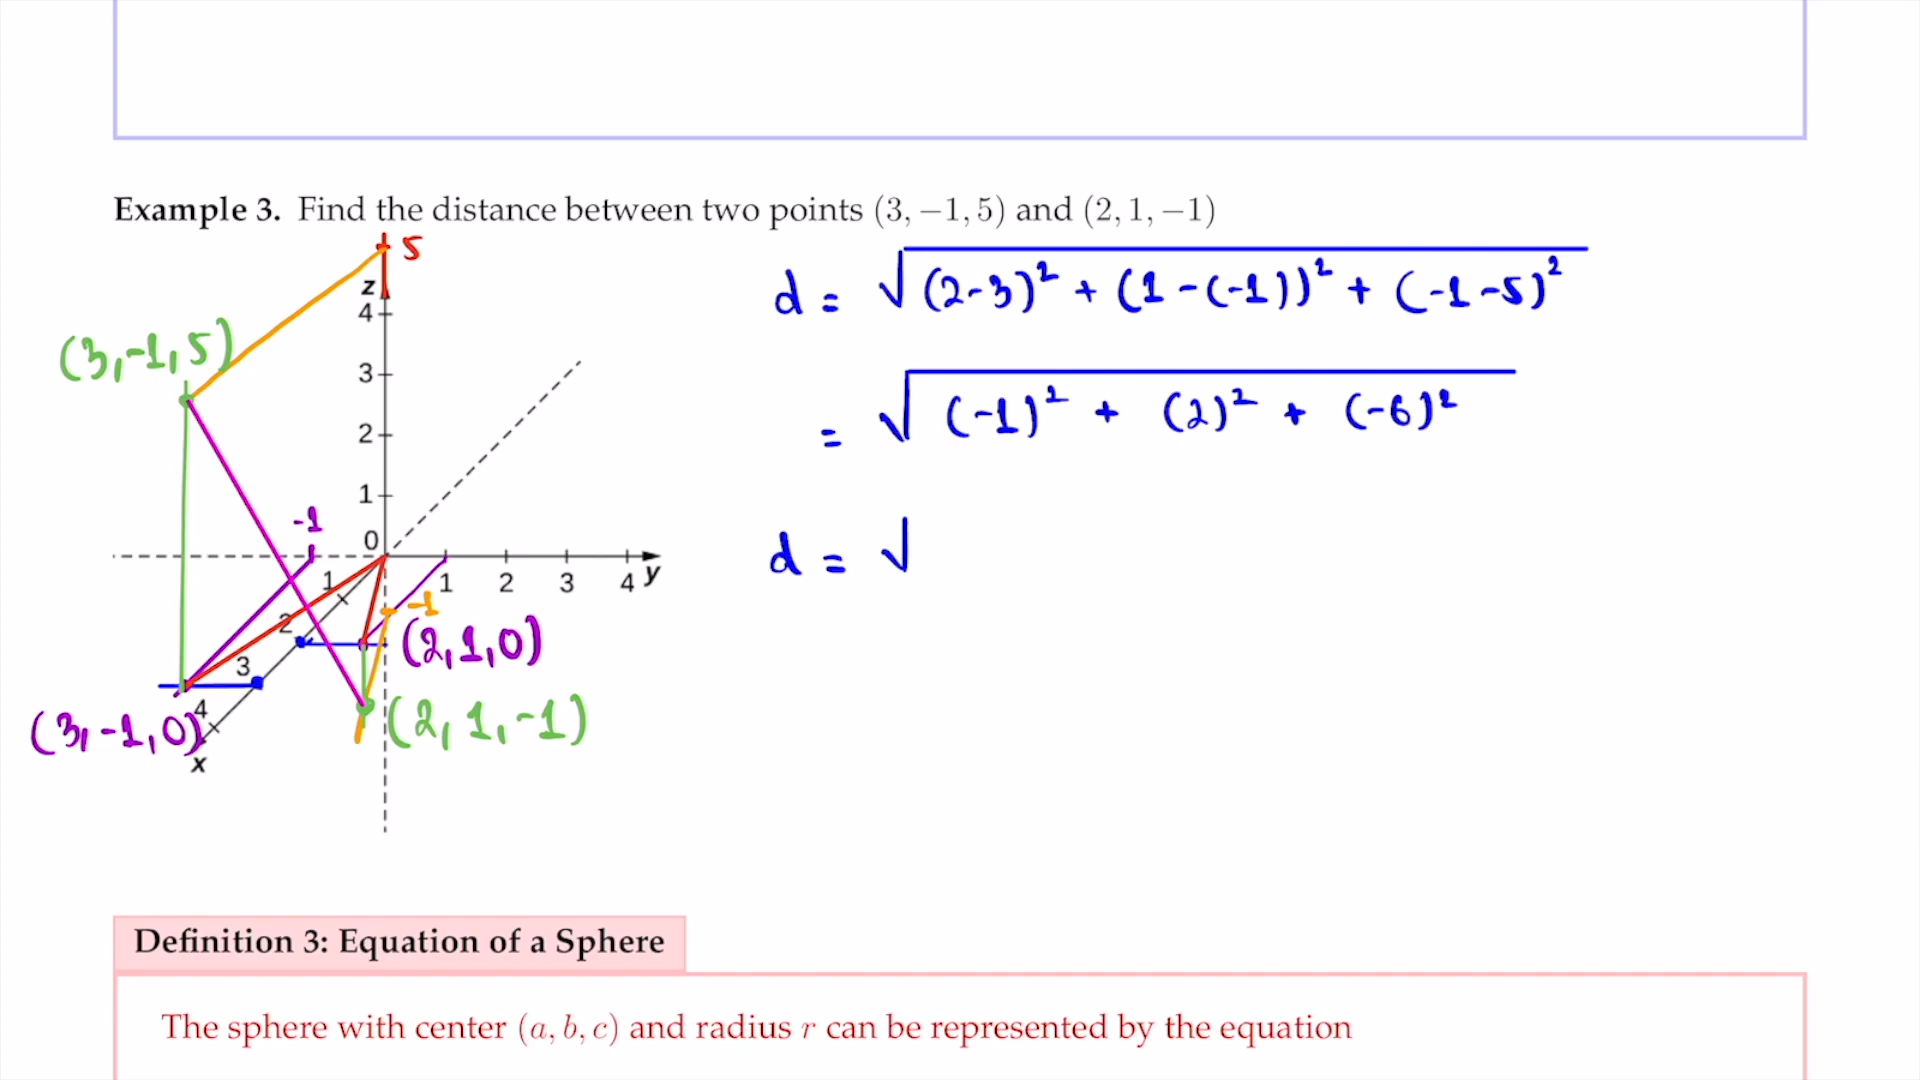 Example 3. Find the distance between two points (3, −1, 5) and (2, 1, −1)
5
d = √(2-3)² + (1-(-1))² + (-1-5)²
z
4
(3,-1,5)
3
= √(-1)² + (2)² + (-6)²
2
1
-1
0
d = √
1
1 2 3 4 y
-1
2
(2,1,0)
3
4
(2,1,-1)
(3,-1,0)
x
Definition 3: Equation of a Sphere
The sphere with center (a, b, c) and radius r can be represented by the equation